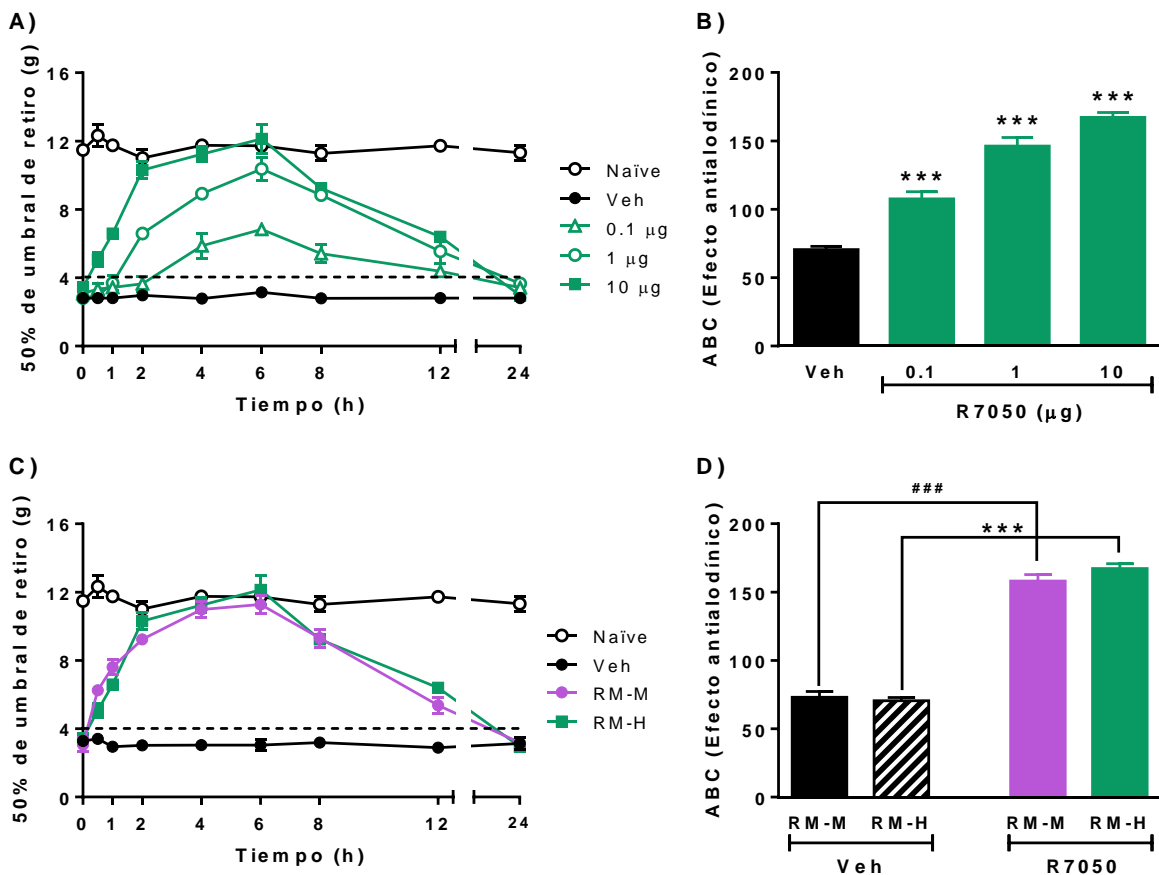 A)
50% de umbral de retiro (g)
16
12
8
4
0
0 1 2 4 6 8 12 24
Tiempo (h)
Naïve
Veh
0.1 µg
1 µg
10 µg
B)
ABC (Efecto antialodínico)
200
150
100
50
0
***
***
***
Veh 0.1 1 10
R7050 (µg)
C)
50% de umbral de retiro (g)
16
12
8
4
0
0 1 2 4 6 8 12 24
Tiempo (h)
Naïve
Veh
RM-M
RM-H
D)
ABC (Efecto antialodínico)
200
150
100
50
0
###
***
RM-M RM-H RM-M RM-H
Veh R7050